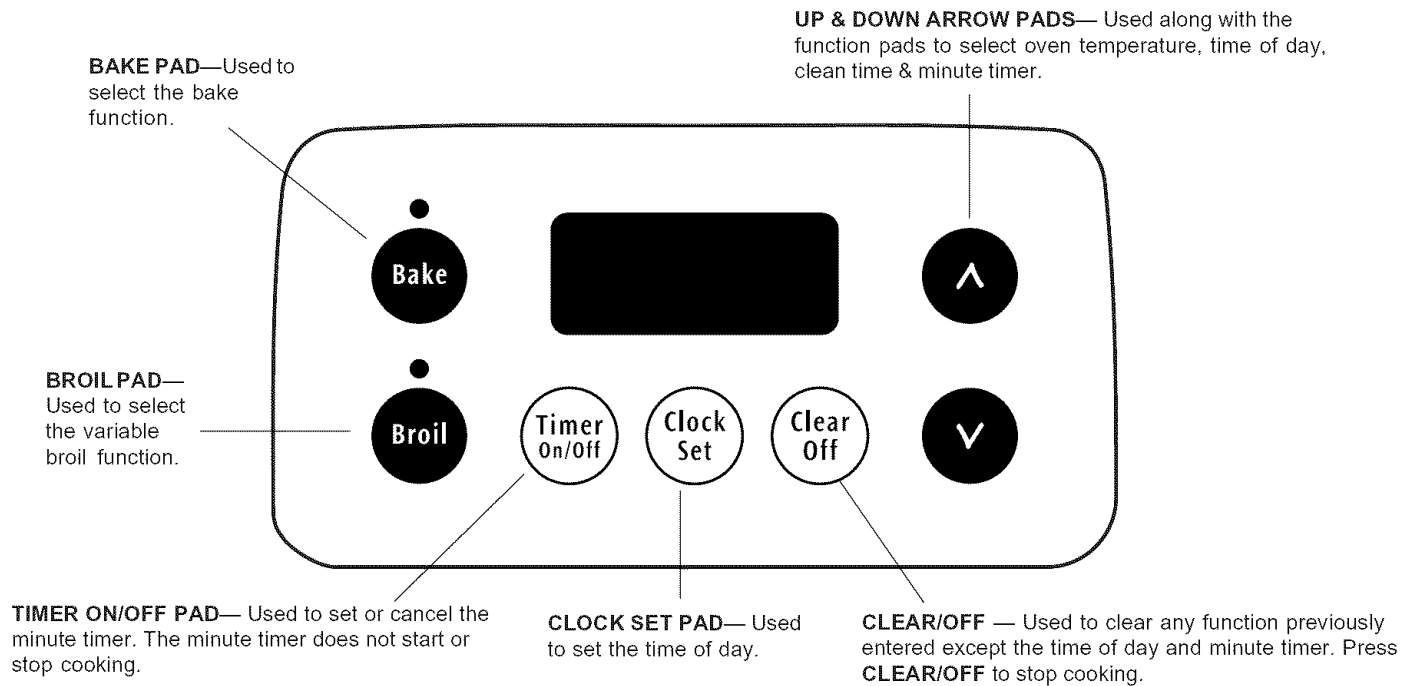 UP & DOWN ARROW PADS— Used along with the
function pads to select oven temperature, time of day,
clean time & minute timer.
BAKE PAD—Used to
select the bake
function.
Bake
BROIL PAD—
Used to select
the variable
broil function.
Broil
Timer
On/Off
Clock
Set
Clear
Off
TIMER ON/OFF PAD— Used to set or cancel the
minute timer. The minute timer does not start or
stop cooking.
CLOCK SET PAD— Used
to set the time of day.
CLEAR/OFF — Used to clear any function previously
entered except the time of day and minute timer. Press
CLEAR/OFF to stop cooking.